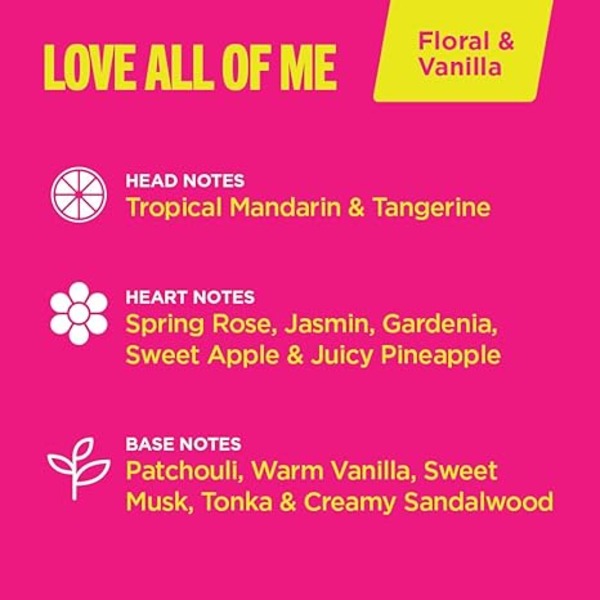 LOVE ALL OF ME
Floral &
Vanilla
HEAD NOTES
Tropical Mandarin & Tangerine
HEART NOTES
Spring Rose, Jasmin, Gardenia,
Sweet Apple & Juicy Pineapple
BASE NOTES
Patchouli, Warm Vanilla, Sweet
Musk, Tonka & Creamy Sandalwood